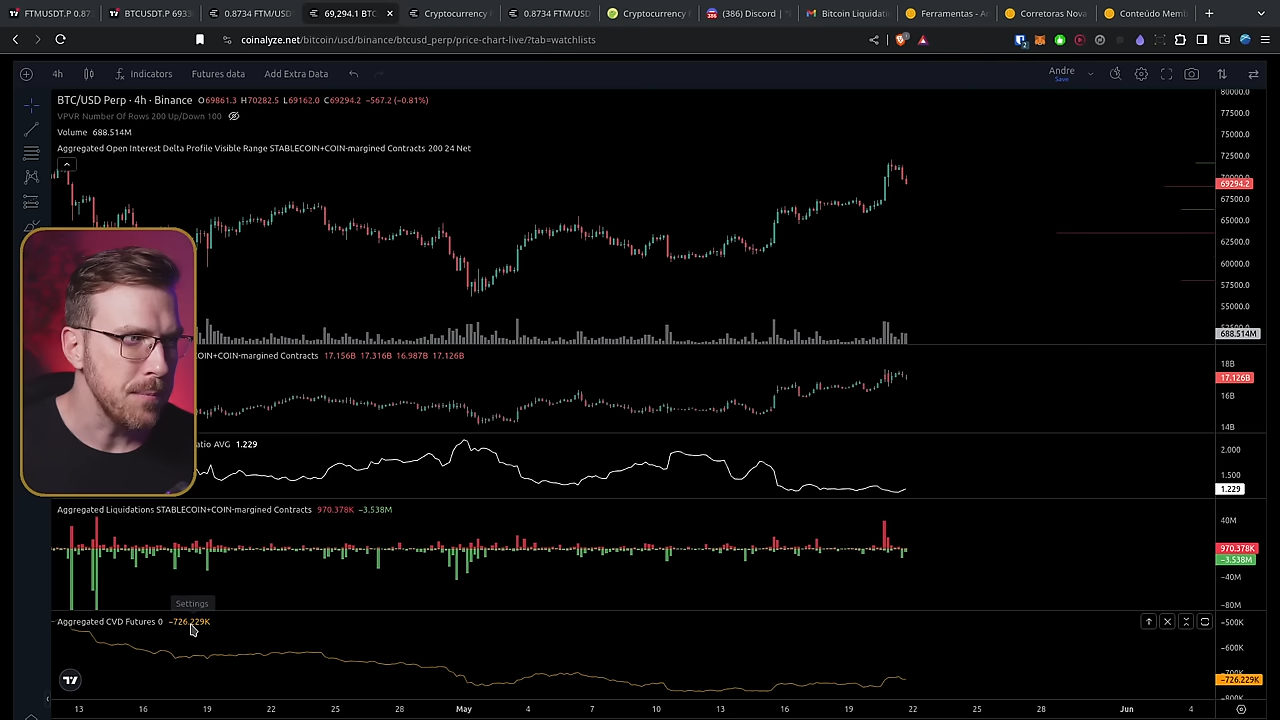 FTMUSDT.P 0.87
BTCUSDT.P 6933
0.8734 FTM/USD
69,294.1 BTC
Cryptocurrency
0.8734 FTM/USD
Cryptocurrency
(386) Discord |
Bitcoin Liquidati
Ferramentas - A
Corretoras Nova
Conteúdo Mem
coinalyze.net/bitcoin/usd/binance/btcusd_perp/price-chart-live/?tab=watchlists
4h Indicators Futures data Add Extra Data Andre
Save
BTC/USD Perp · 4h · Binance O69861.3 H70282.5 L69162.0 C69294.2 −567.2 (−0.81%)
VPVR Number Of Rows 200 Up/Down 100
Volume 688.514M
Aggregated Open Interest Delta Profile Visible Range STABLECOIN+COIN-margined Contracts 200 24 Net
80000.0
77500.0
75000.0
72500.0
70000.0
69294.2
67500.0
65000.0
62500.0
60000.0
57500.0
55000.0
52500.0
688.514M
COIN+COIN-margined Contracts 17.156B 17.316B 16.987B 17.126B
18B
17.126B
16B
14B
atio AVG 1.229
2.000
1.500
1.229
Aggregated Liquidations STABLECOIN+COIN-margined Contracts 970.378K −3.538M
40M
970.378K
−3.538M
−40M
−80M
Settings
Aggregated CVD Futures 0 −726.229K
−500K
−600K
−700K
−726.229K
−800K
13 16 19 22 25 28 May 4 7 10 13 16 19 22 25 28 Jun 4